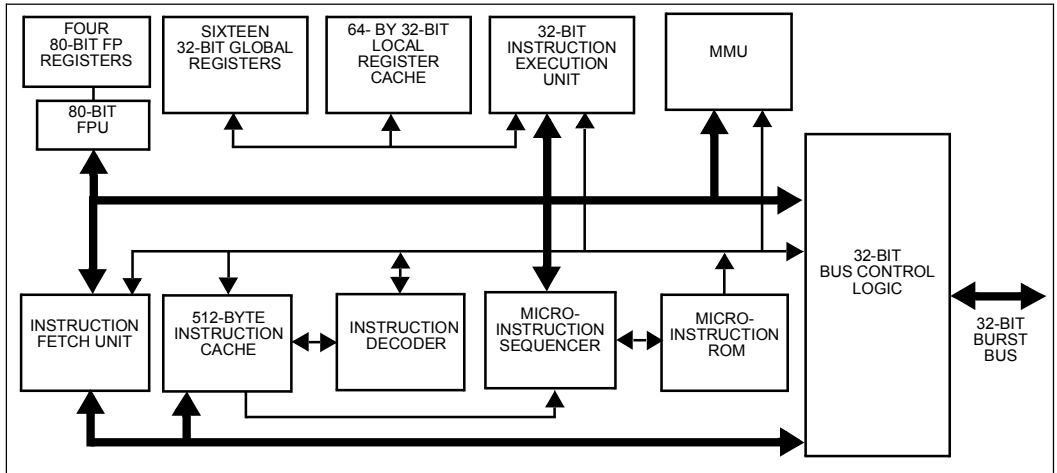 FOUR
80-BIT FP
REGISTERS
80-BIT
FPU
SIXTEEN
32-BIT GLOBAL
REGISTERS
64- BY 32-BIT
LOCAL
REGISTER
CACHE
32-BIT
INSTRUCTION
EXECUTION
UNIT
MMU
INSTRUCTION
FETCH UNIT
512-BYTE
INSTRUCTION
CACHE
INSTRUCTION
DECODER
MICRO-
INSTRUCTION
SEQUENCER
MICRO-
INSTRUCTION
ROM
32-BIT
BUS CONTROL
LOGIC
32-BIT
BURST
BUS